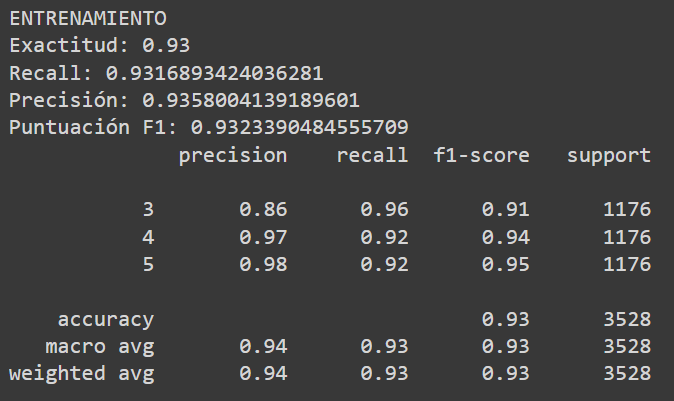 ENTRENAMIENTO
Exactitud: 0.93
Recall: 0.9316893424036281
Precisión: 0.9358004139189601
Puntuación F1: 0.9323390484555709
precision recall f1-score support
3 0.86 0.96 0.91 1176
4 0.97 0.92 0.94 1176
5 0.98 0.92 0.95 1176
accuracy 0.93 3528
macro avg 0.94 0.93 0.93 3528
weighted avg 0.94 0.93 0.93 3528